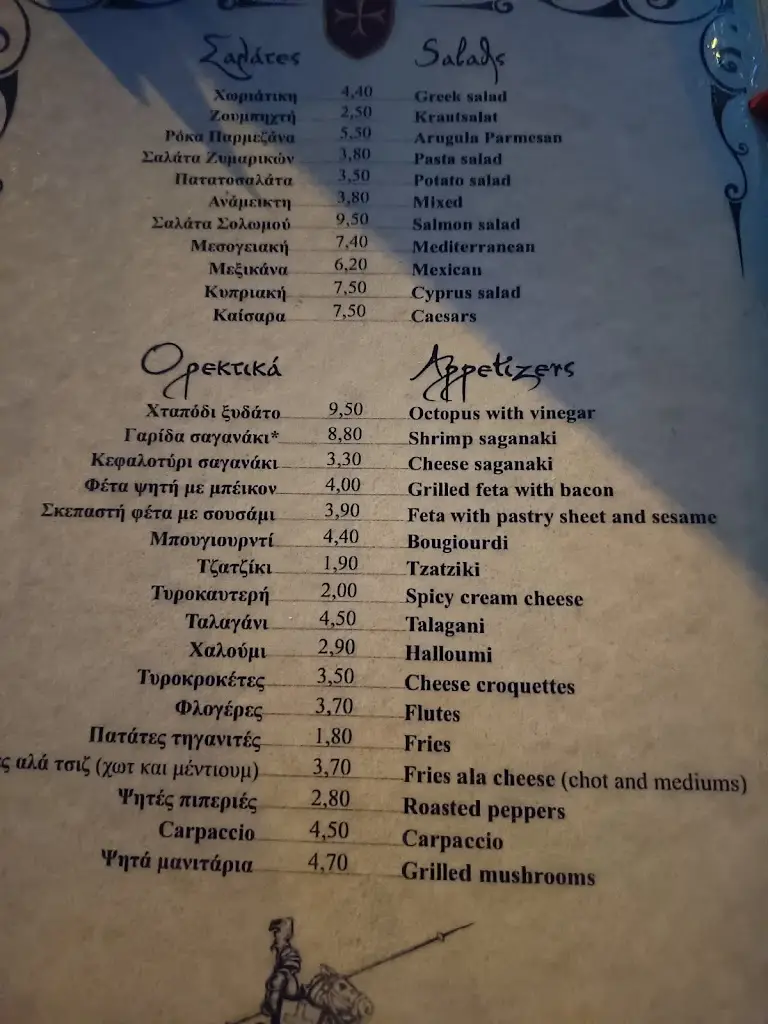 Σαλάτες Salads
Χωριάτικη 4,40 Greek salad
Ζουμπηχτή 2,50 Krautsalat
Ρόκα Παρμεζάνα 5,50 Arugula Parmesan
Σαλάτα Ζυμαρικών 3,80 Pasta salad
Πατατοσαλάτα 3,50 Potato salad
Ανάμεικτη 3,80 Mixed
Σαλάτα Σολωμού 9,50 Salmon salad
Μεσογειακή 7,40 Mediterranean
Μεξικάνα 6,20 Mexican
Κυπριακή 7,50 Cyprus salad
Καίσαρα 7,50 Caesars
Ορεκτικά Appetizers
Χταπόδι ξυδάτο 9,50 Octopus with vinegar
Γαρίδα σαγανάκι* 8,80 Shrimp saganaki
Κεφαλοτύρι σαγανάκι 3,30 Cheese saganaki
Φέτα ψητή με μπέικον 4,00 Grilled feta with bacon
Σκεπαστή φέτα με σουσάμι 3,90 Feta with pastry sheet and sesame
Μπουγιουρντί 4,40 Bougiourdi
Τζατζίκι 1,90 Tzatziki
Τυροκαυτερή 2,00 Spicy cream cheese
Ταλαγάνι 4,50 Talagani
Χαλούμι 2,90 Halloumi
Τυροκροκέτες 3,50 Cheese croquettes
Φλογέρες 3,70 Flutes
Πατάτες τηγανιτές 1,80 Fries
ες αλά τσιζ (χωτ και μέντιουμ) 3,70 Fries ala cheese (chot and mediums)
Ψητές πιπεριές 2,80 Roasted peppers
Carpaccio 4,50 Carpaccio
Ψητά μανιτάρια 4,70 Grilled mushrooms